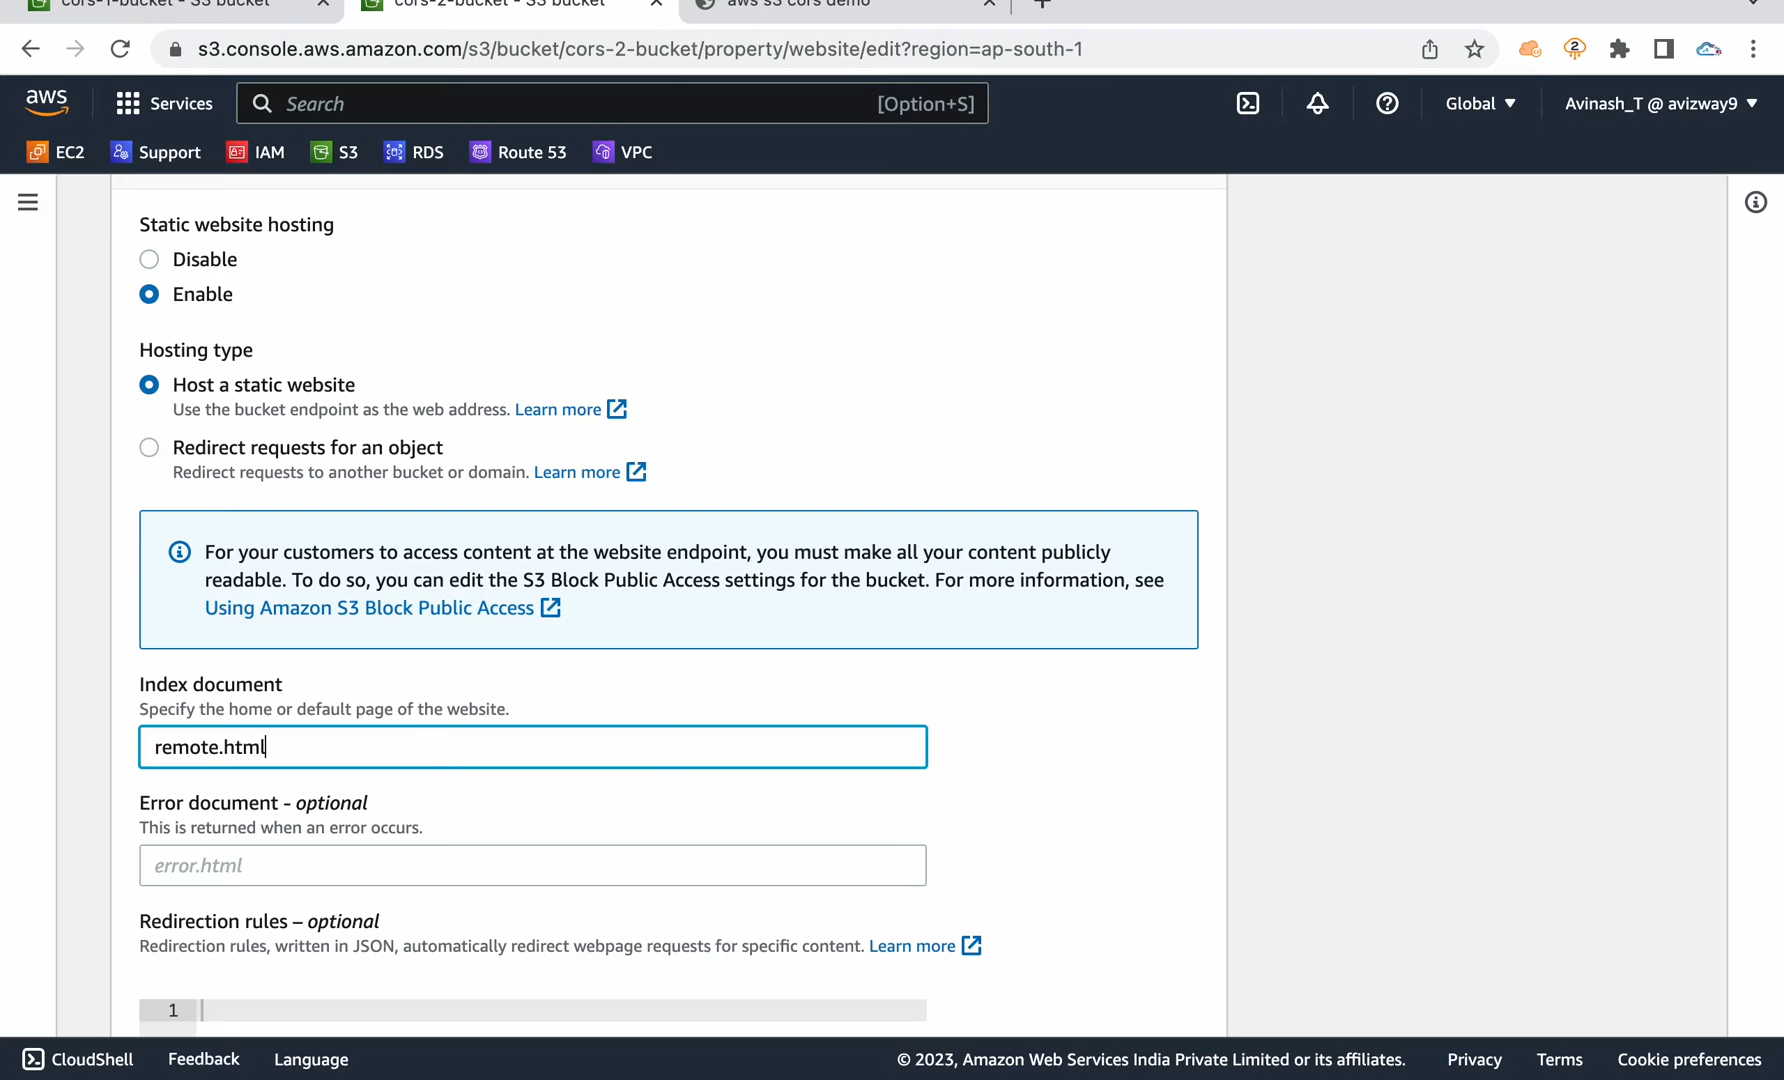 cors-1-bucket - S3 bucket
cors-2-bucket - S3 bucket
aws s3 cors demo
s3.console.aws.amazon.com/s3/bucket/cors-2-bucket/property/website/edit?region=ap-south-1
2
aws
Services
Search
[Option+S]
Global
Avinash_T @ avizway9
EC2
Support
IAM
S3
RDS
Route 53
VPC
Static website hosting
Disable
Enable
Hosting type
Host a static website
Use the bucket endpoint as the web address. Learn more
Redirect requests for an object
Redirect requests to another bucket or domain. Learn more
For your customers to access content at the website endpoint, you must make all your content publicly
readable. To do so, you can edit the S3 Block Public Access settings for the bucket. For more information, see
Using Amazon S3 Block Public Access
Index document
Specify the home or default page of the website.
remote.html
Error document - optional
This is returned when an error occurs.
error.html
Redirection rules – optional
Redirection rules, written in JSON, automatically redirect webpage requests for specific content. Learn more
1
CloudShell
Feedback
Language
© 2023, Amazon Web Services India Private Limited or its affiliates.
Privacy
Terms
Cookie preferences